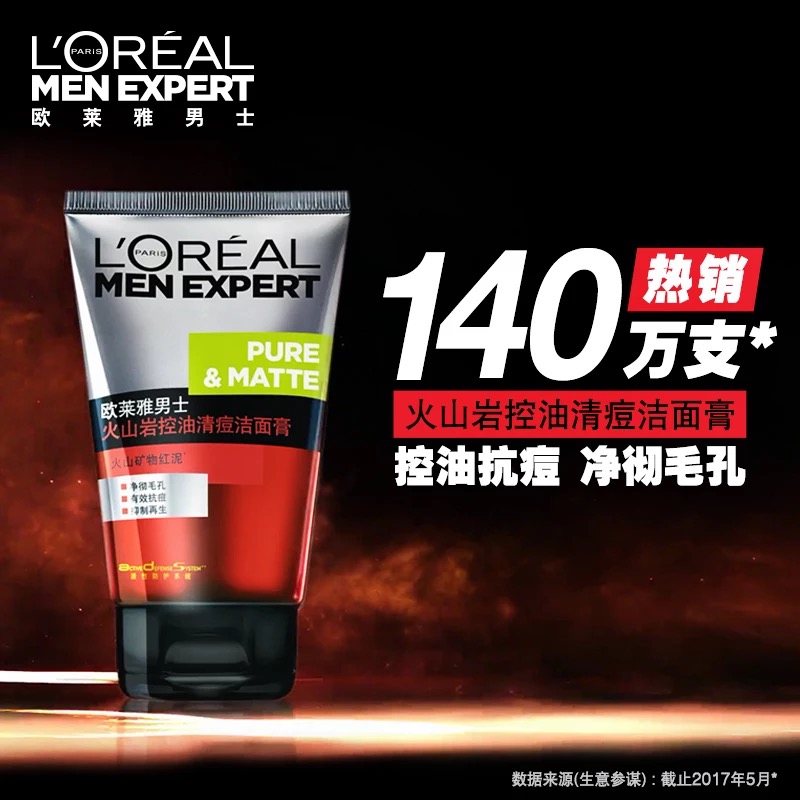 L'ORÉAL
PARIS
MEN EXPERT
欧莱雅男士
L'ORÉAL
PARIS
MEN EXPERT
PURE
& MATTE
欧莱雅男士
火山岩控油清痘洁面膏
火山矿物红泥
净彻毛孔
有效抗痘
抑制再生
ACTIVE DEFENSE SYSTEM
140
热销
万支*
火山岩控油清痘洁面膏
控油抗痘 净彻毛孔
数据来源(生意参谋)：截止2017年5月*